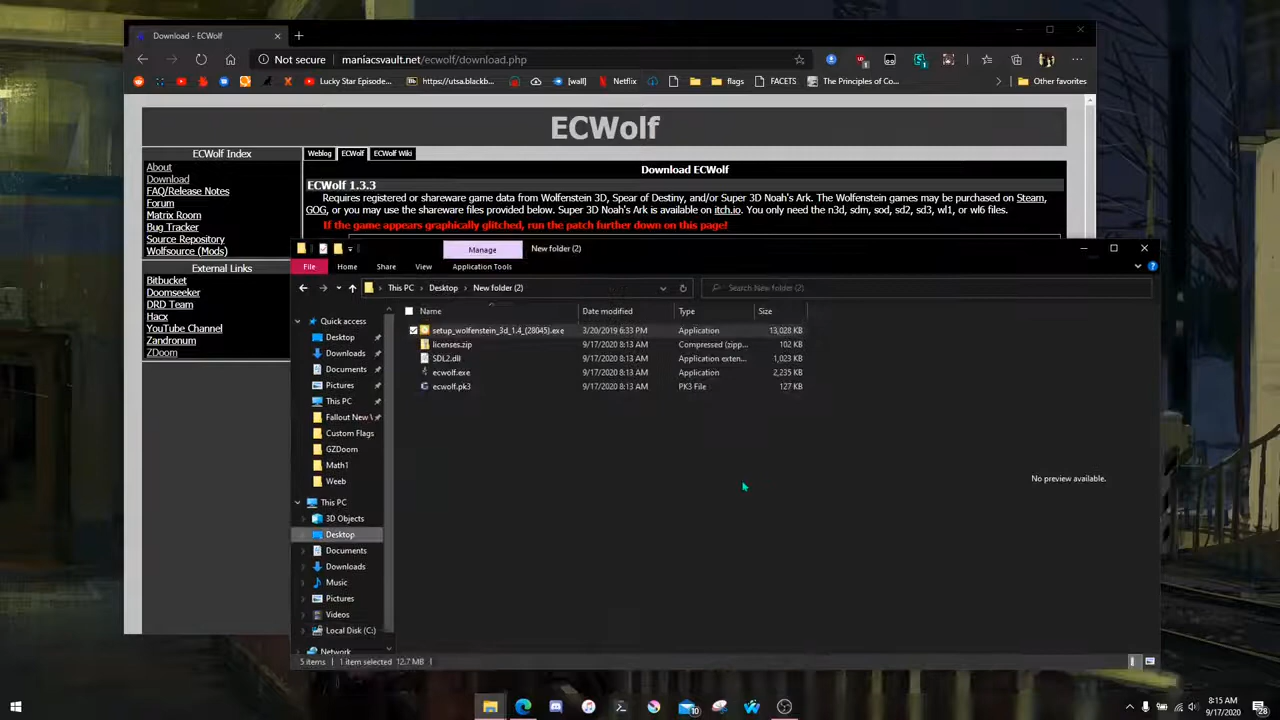 Download - ECWolf
Not secure | maniacsvault.net/ecwolf/download.php
Lucky Star Episode... https://utsa.blackb... [wall] Netflix flags FACETS The Principles of Co... Other favorites
ECWolf
ECWolf Index
About
Download
FAQ/Release Notes
Forum
Matrix Room
Bug Tracker
Source Repository
Wolfsource (Mods)
External Links
Bitbucket
Doomseeker
DRD Team
Hacx
YouTube Channel
Zandronum
ZDoom
Weblog ECWolf ECWolf Wiki
Download ECWolf
ECWolf 1.3.3
Requires registered or shareware game data from Wolfenstein 3D, Spear of Destiny, and/or Super 3D Noah's Ark. The Wolfenstein games may be purchased on Steam,
GOG, or you may use the shareware files provided below. Super 3D Noah's Ark is available on itch.io. You only need the n3d, sdm, sod, sd2, sd3, wl1, or wl6 files.
If the game appears graphically glitched, run the patch further down on this page!
Manage New folder (2)
File Home Share View Application Tools
This PC > Desktop > New folder (2)
Search New folder (2)
Name Date modified Type Size
setup_wolfenstein_3d_1.4_(28045).exe 3/20/2019 6:33 PM Application 13,028 KB
licenses.zip 9/17/2020 8:13 AM Compressed (zipp... 102 KB
SDL2.dll 9/17/2020 8:13 AM Application exten... 1,023 KB
ecwolf.exe 9/17/2020 8:13 AM Application 2,235 KB
ecwolf.pk3 9/17/2020 8:13 AM PK3 File 127 KB
Quick access
Desktop
Downloads
Documents
Pictures
This PC
Fallout New
Custom Flags
GZDoom
Math1
Weeb
This PC
3D Objects
Desktop
Documents
Downloads
Music
Pictures
Videos
Local Disk (C:)
Network
No preview available.
5 items | 1 item selected 12.7 MB
10
8:15 AM
9/17/2020
28